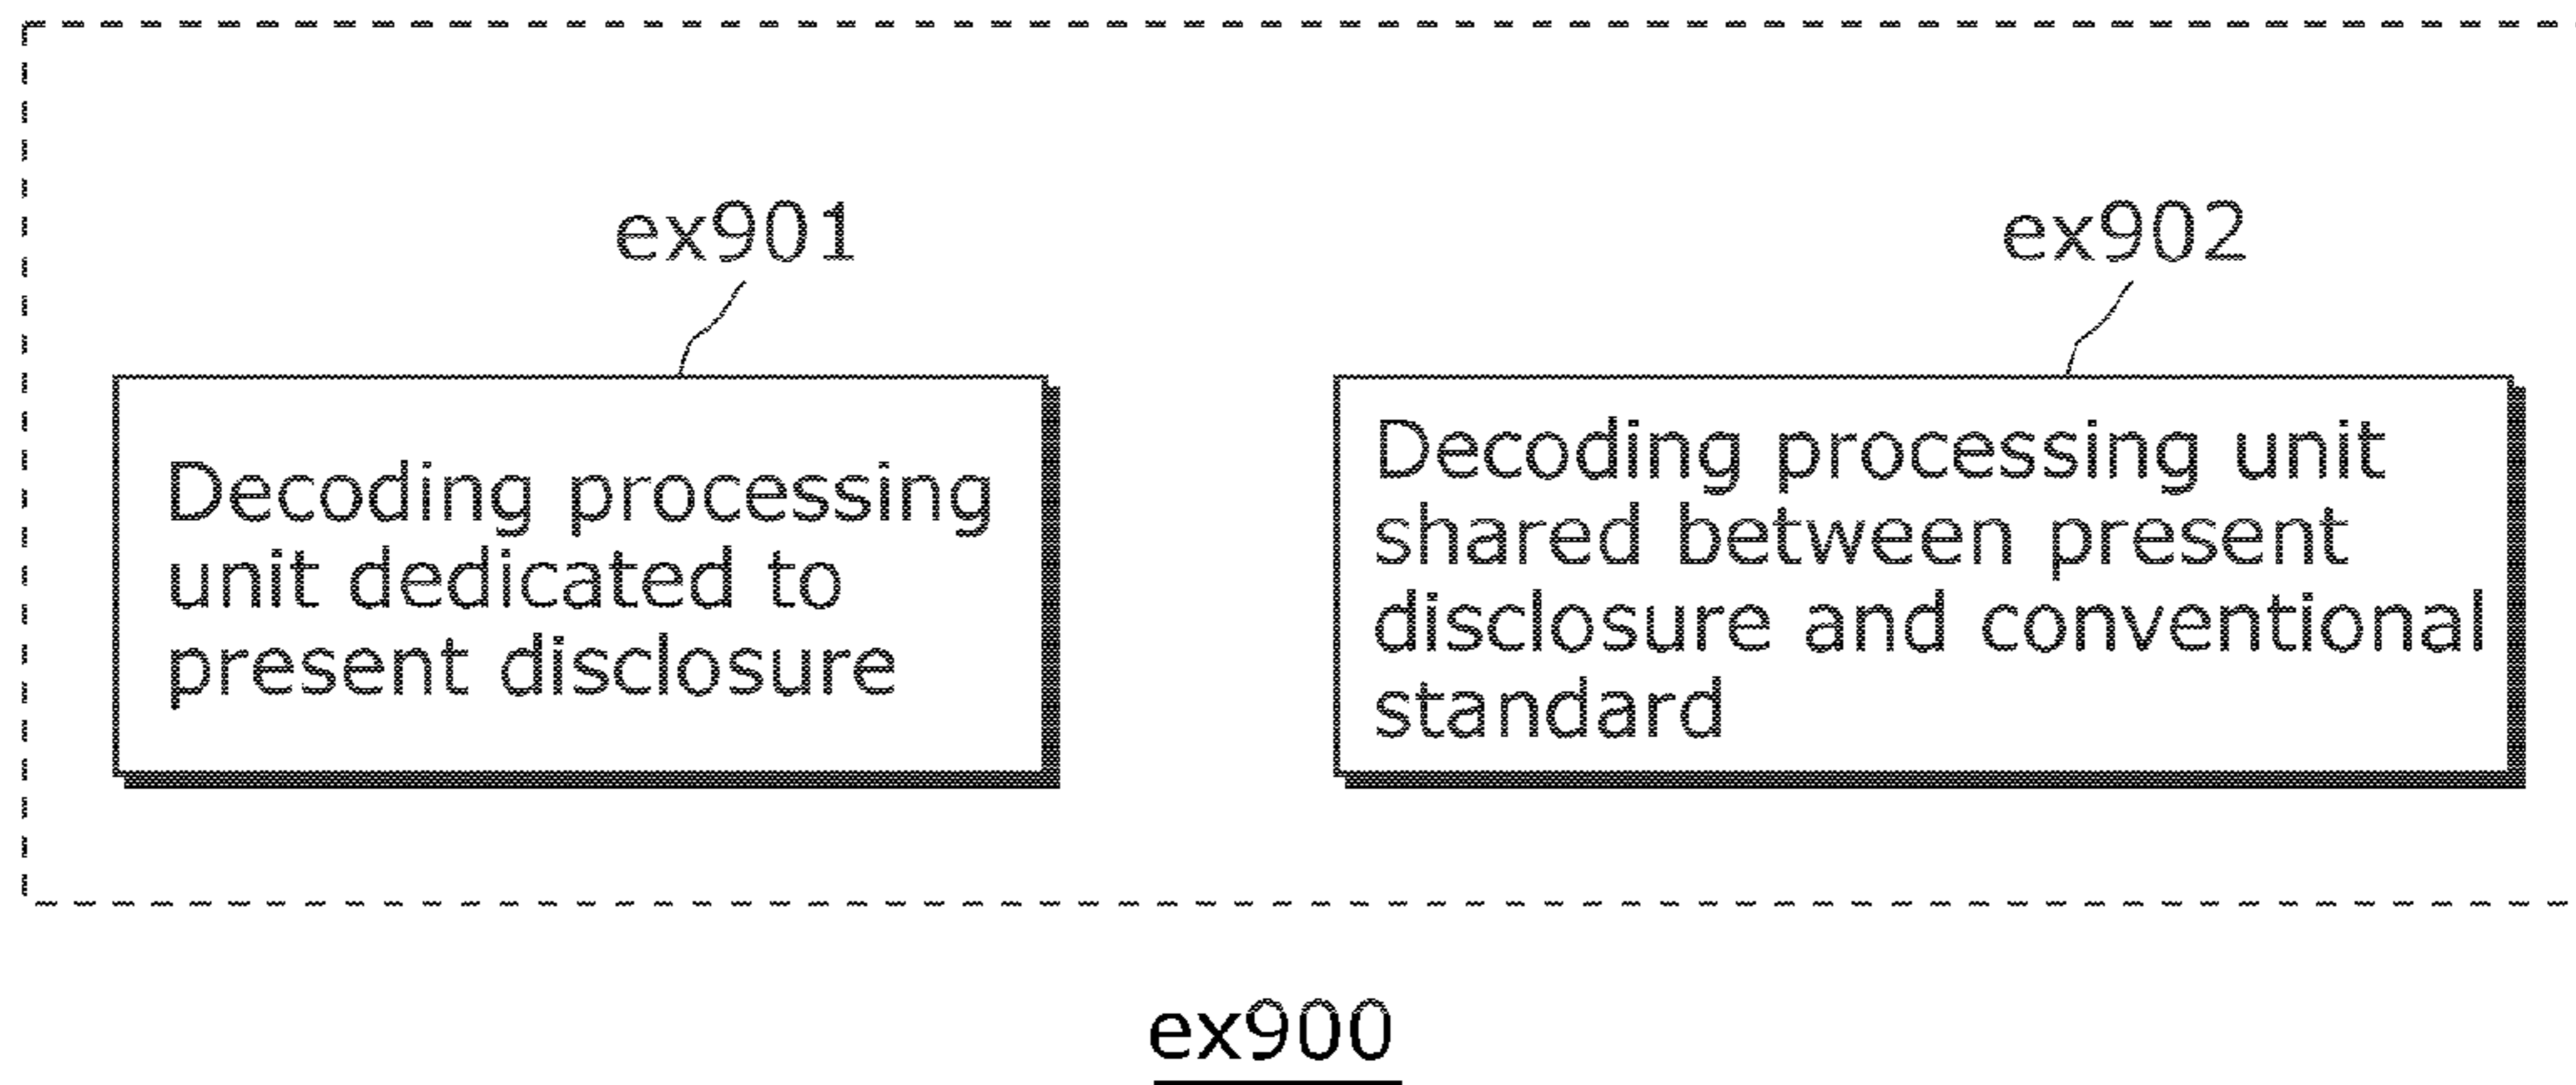 ex901
Decoding processing
unit dedicated to
present disclosure
ex902
Decoding processing unit
shared between present
disclosure and conventional
standard
ex900